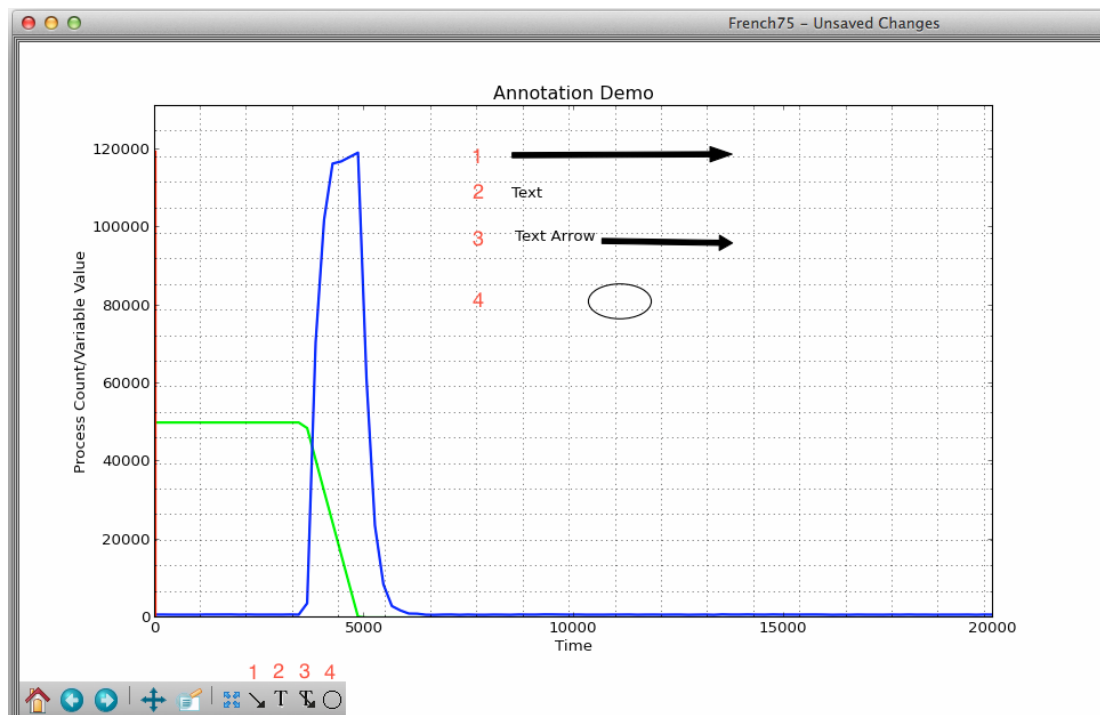 French75 – Unsaved Changes
Annotation Demo
120000
100000
80000
60000
40000
20000
0
Process Count/Variable Value
1
2 Text
3 Text Arrow
4
0 5000 10000 15000 20000
Time
1 2 3 4
T T